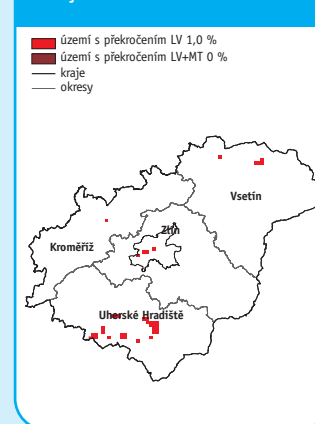 území s překročením LV 1,0 %
území s překročením LV+MT 0 %
kraje
okresy
Vsetín
Zlín
Kroměříž
Uherské Hradiště